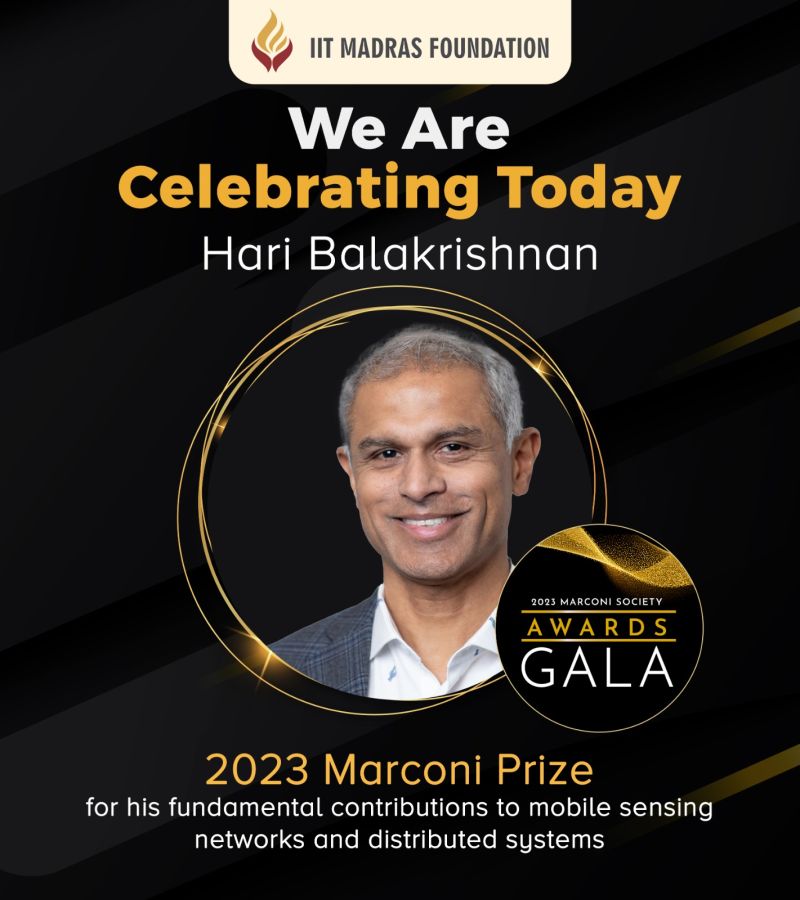 IIT MADRAS FOUNDATION
We Are
Celebrating Today
Hari Balakrishnan
2023 MARCONI SOCIETY
AWARDS
GALA
2023 Marconi Prize
for his fundamental contributions to mobile sensing
networks and distributed systems